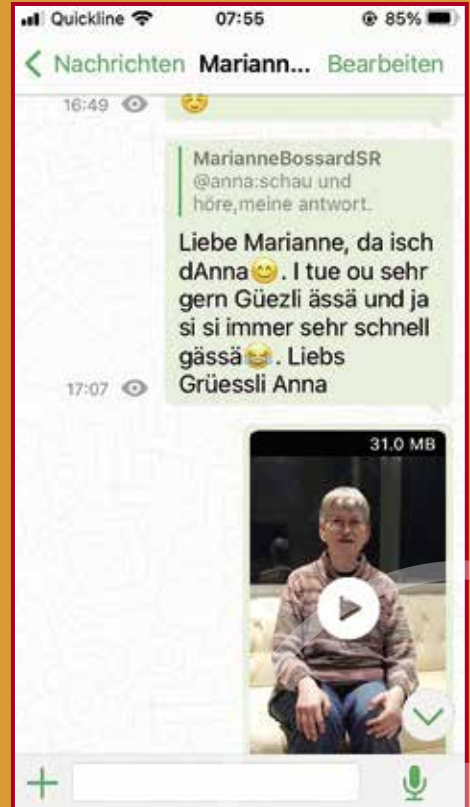 Quickline 07:55 85%
Nachrichten Mariann... Bearbeiten
16:49 ☺️
MarianneBossardSR
@anna:schau und
höre,meine antwort.
Liebe Marianne, da isch
dAnna😊. I tue ou sehr
gern Güezli ässä und ja
si si immer sehr schnell
gässä😂. Liebs
Grüessli Anna
17:07
31.0 MB